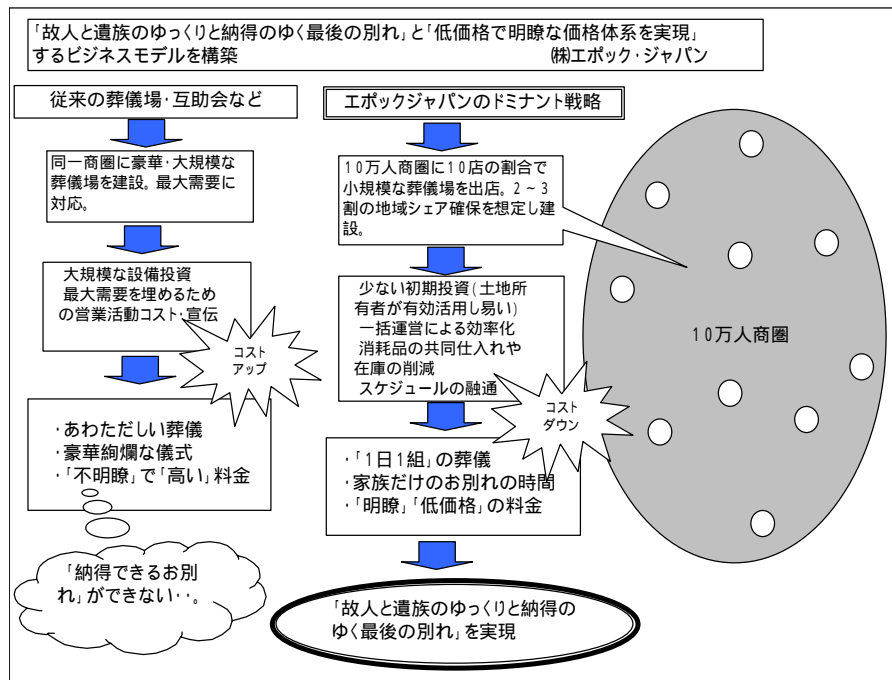 「故人と遺族のゆっくりと納得のゆく最後の別れ」と「低価格で明瞭な価格体系を実現」
するビジネスモデルを構築 (株)エポック・ジャパン
従来の葬儀場・互助会など
同一商圏に豪華・大規模な
葬儀場を建設。最大需要に
対応。
大規模な設備投資
最大需要を埋めるため
の営業活動コスト・宣伝
コスト
アップ
・あわただしい葬儀
・豪華絢爛な儀式
・「不明瞭」で「高い」料金
「納得できるお別
れ」ができない・・。
エポックジャパンのドミナント戦略
10万人商圏に10店の割合で
小規模な葬儀場を出店。2~3
割の地域シェア確保を想定し建
設。
少ない初期投資(土地所
有者が有効活用し易い)
一括運営による効率化
消耗品の共同仕入れや
在庫の削減
スケジュールの融通
コスト
ダウン
・「1日1組」の葬儀
・家族だけのお別れの時間
・「明瞭」「低価格」の料金
「故人と遺族のゆっくりと納得の
ゆく最後の別れ」を実現
10万人商圏